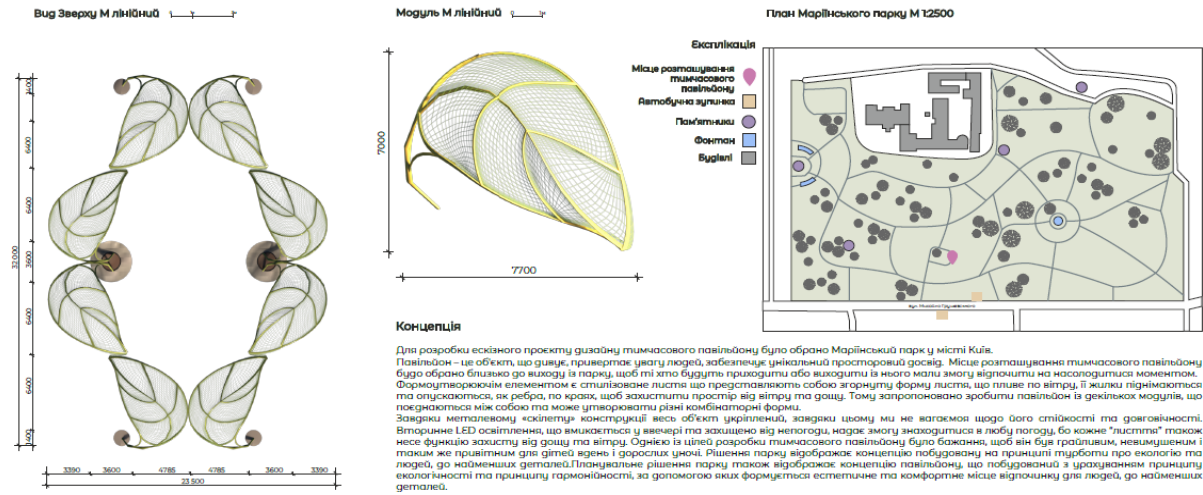 Вид Зверху М лінійний
Модуль М лінійний
План Маріїнського парку М 1:2500
Експлікація
Місце розташування
тимчасового
павільйону
Автобучна зупинка
Пам'ятники
Фонтан
Будівлі
1400
6400
6400
3600
6400
6400
1400
32 000
3390
3600
4785
4785
3600
3390
23 500
7000
7700
вул. Михайла Грушевського
Концепція
Для розробки ескізного проєкту дизайну тимчасового павільйону було обрано Маріїнський парк у місті Київ.
Павільйон – це об'єкт, що дивує, привертає увагу людей, забезпечує унікальний просторовий досвід. Місце розташування тимчасового павільйону
будо обрано близько до виходу із парку, щоб ті хто будуть приходити або виходити із нього мали змогу відпочити на насолодитися моментом.
Формоутворюючім елементом є стилізоване листя що представляють собою згорнуту форму листя, що пливе по вітру, її жилки піднімаються
та опускаються, як ребра, по краях, щоб захистити простір від вітру та дощу. Тому запропоновано зробити павільйон із декількох модулів, що
поєднаються між собою та може утворювати різні комбінаторні форми.
Завдяки металевому «скілету» конструкції весь об'єкт укріплений, завдяки цьому ми не вагаємся щодо його стійкості та довговічності.
Вторинне LED освітлення, що вмикається у ввечері та захищено від непогоди, надає змогу знаходитися в любу погоду, бо кожне "листя" також
несе функцію захисту від дощу та вітру. Однією із цілей розробки тимчасового павільйону було бажання, щоб він був грайливим, невимушеним і
таким же привітним для дітей вдень і дорослих уночі. Рішення парку відображає концепцію побудовану на принципі турботи про екологію та
людей, до найменших деталей.Планувальне рішення парку також відображає концепцію павільйону, що побудований з урахуванням принципу
екологічності та принципу гармонійності, за допомогою яких формується естетичне та комфортне місце відпочинку для людей, до найменших
деталей.